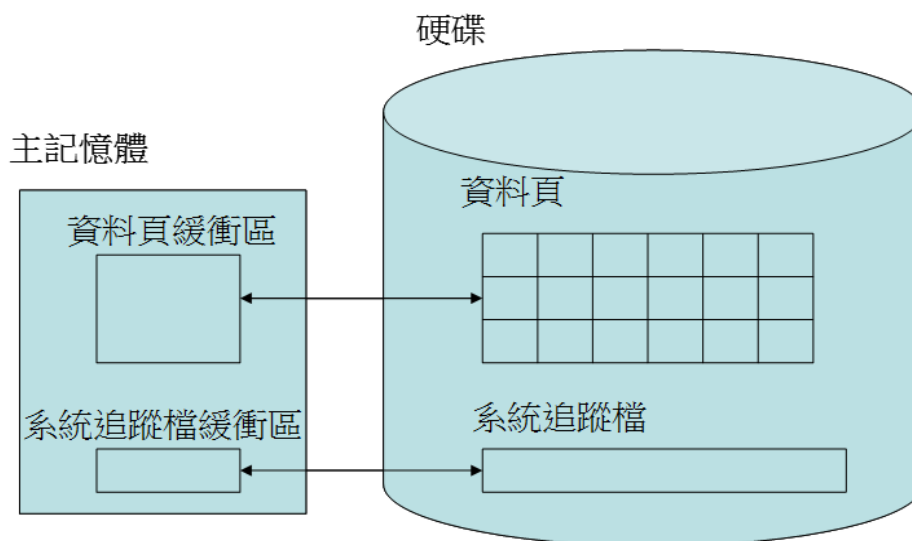 硬碟
主記憶體
資料頁
資料頁緩衝區
系統追蹤檔
系統追蹤檔緩衝區